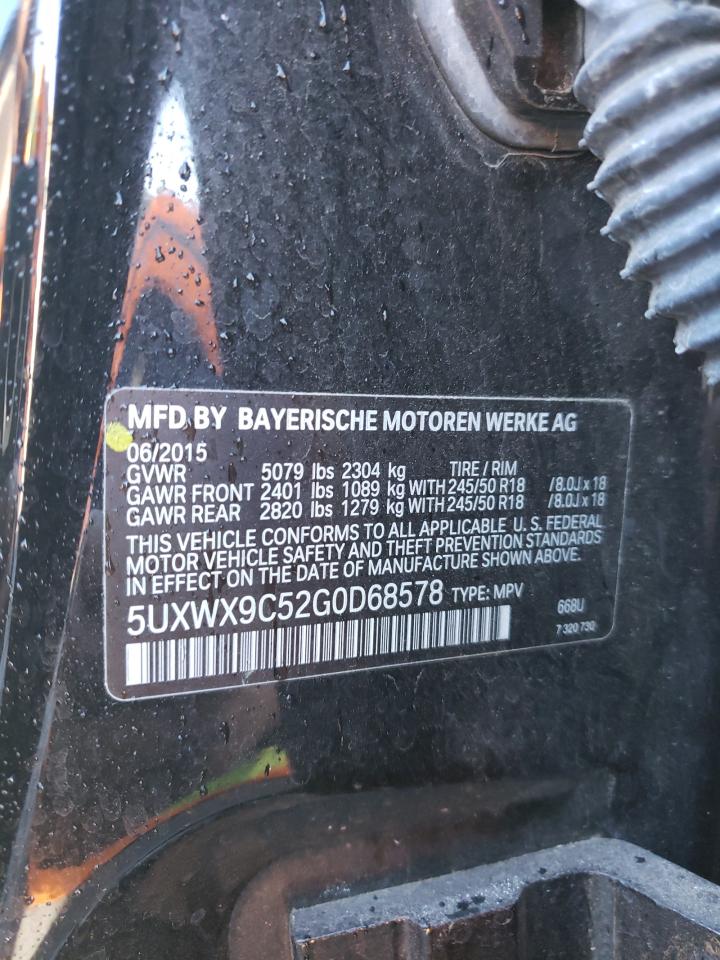 MFD BY BAYERISCHE MOTOREN WERKE AG
06/2015
GVWR 5079 lbs 2304 kg TIRE / RIM
GAWR FRONT 2401 lbs 1089 kg WITH 245/50 R18 /8.0J x 18
GAWR REAR 2820 lbs 1279 kg WITH 245/50 R18 /8.0J x 18
THIS VEHICLE CONFORMS TO ALL APPLICABLE U. S. FEDERAL
MOTOR VEHICLE SAFETY AND THEFT PREVENTION STANDARDS
IN EFFECT ON THE DATE OF MANUFACTURE SHOWN ABOVE.
5UXWX9C52G0D68578 TYPE: MPV 668U
7 320 730